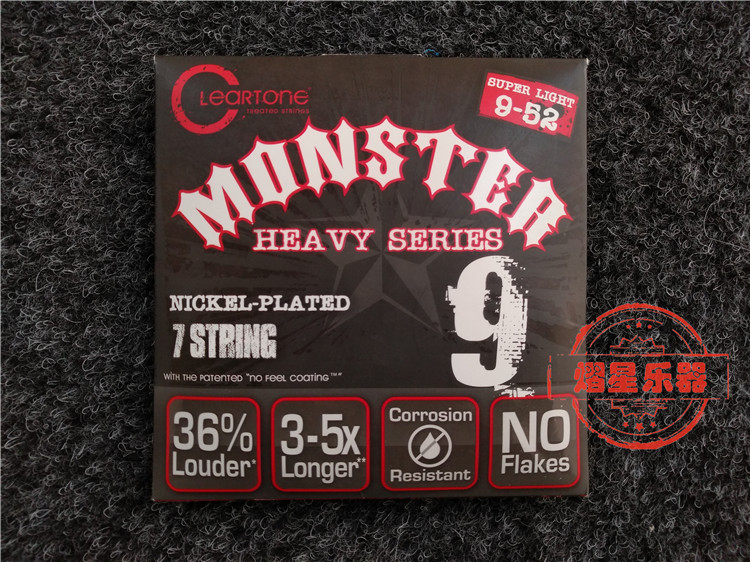 CLEARTONE
TREATED STRINGS
SUPER LIGHT
9-52
MONSTER
HEAVY SERIES
9
NICKEL-PLATED
7 STRING
WITH THE PATENTED "NO FEEL COATING™"
36%
Louder*
3-5x
Longer**
Corrosion
Resistant
NO
Flakes
熠星乐器